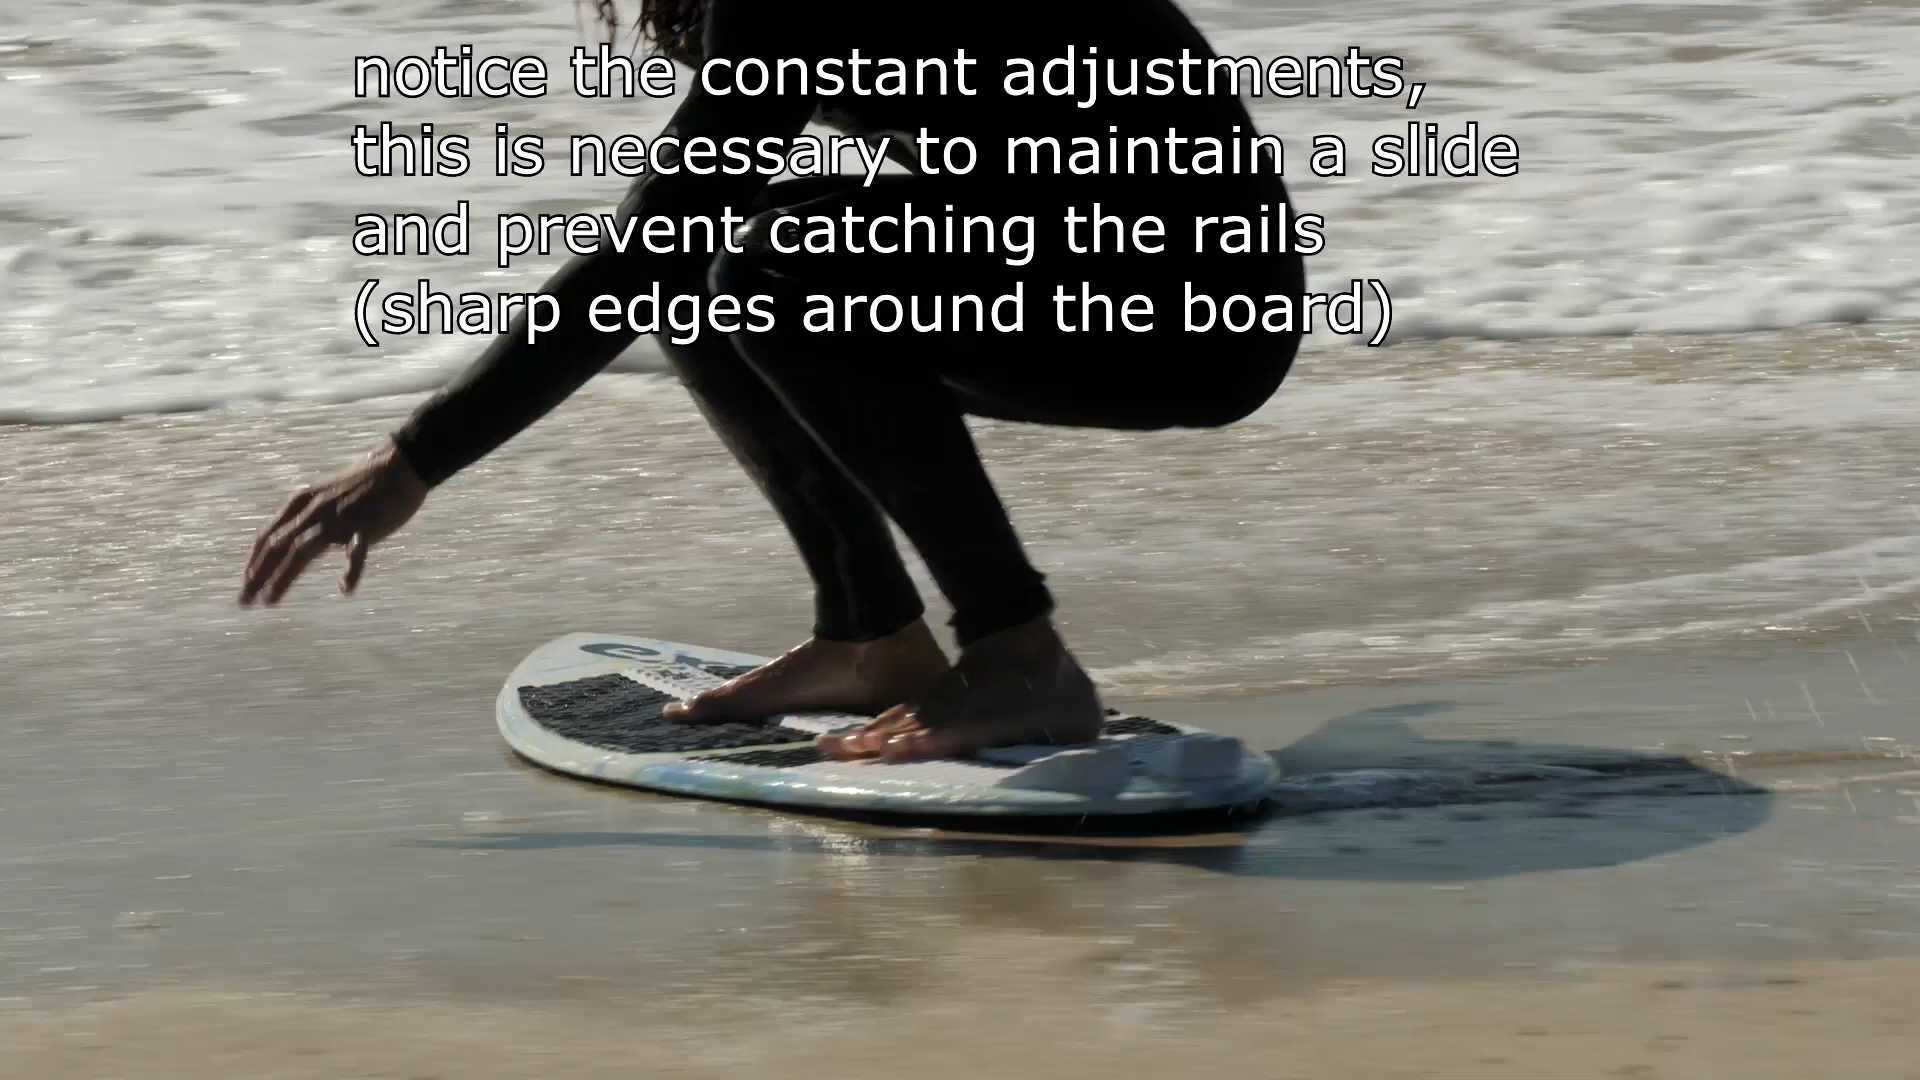 notice the constant adjustments,
this is necessary to maintain a slide
and prevent catching the rails
(sharp edges around the board)